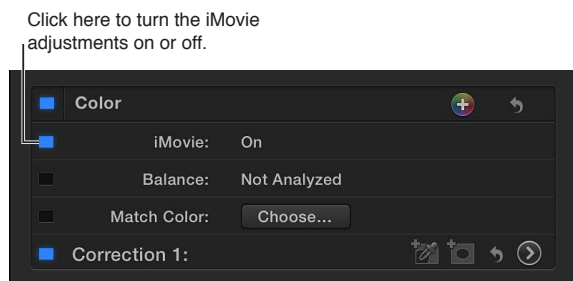 Click here to turn the iMovie
adjustments on or off.
Color
iMovie: On
Balance: Not Analyzed
Match Color: Choose...
Correction 1: